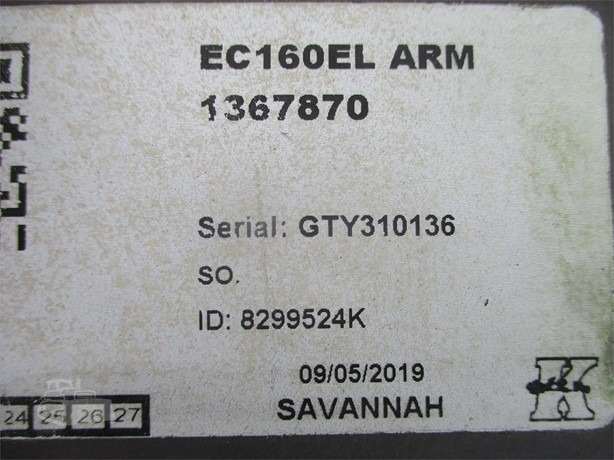 EC160EL ARM
1367870
Serial: GTY310136
SO.
ID: 8299524K
09/05/2019
SAVANNAH
24 25 26 27
K